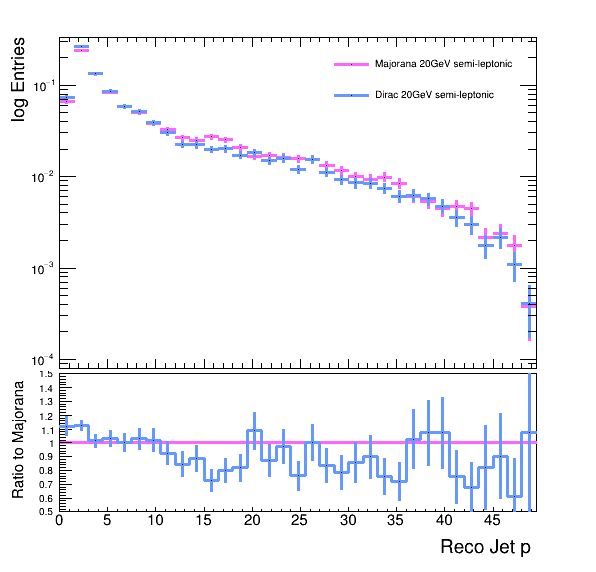 log Entries
Majorana 20GeV semi-leptonic
Dirac 20GeV semi-leptonic
10⁻¹
10⁻²
10⁻³
10⁻⁴
Ratio to Majorana
1.5
1.4
1.3
1.2
1.1
1
0.9
0.8
0.7
0.6
0.5
0 5 10 15 20 25 30 35 40 45
Reco Jet p